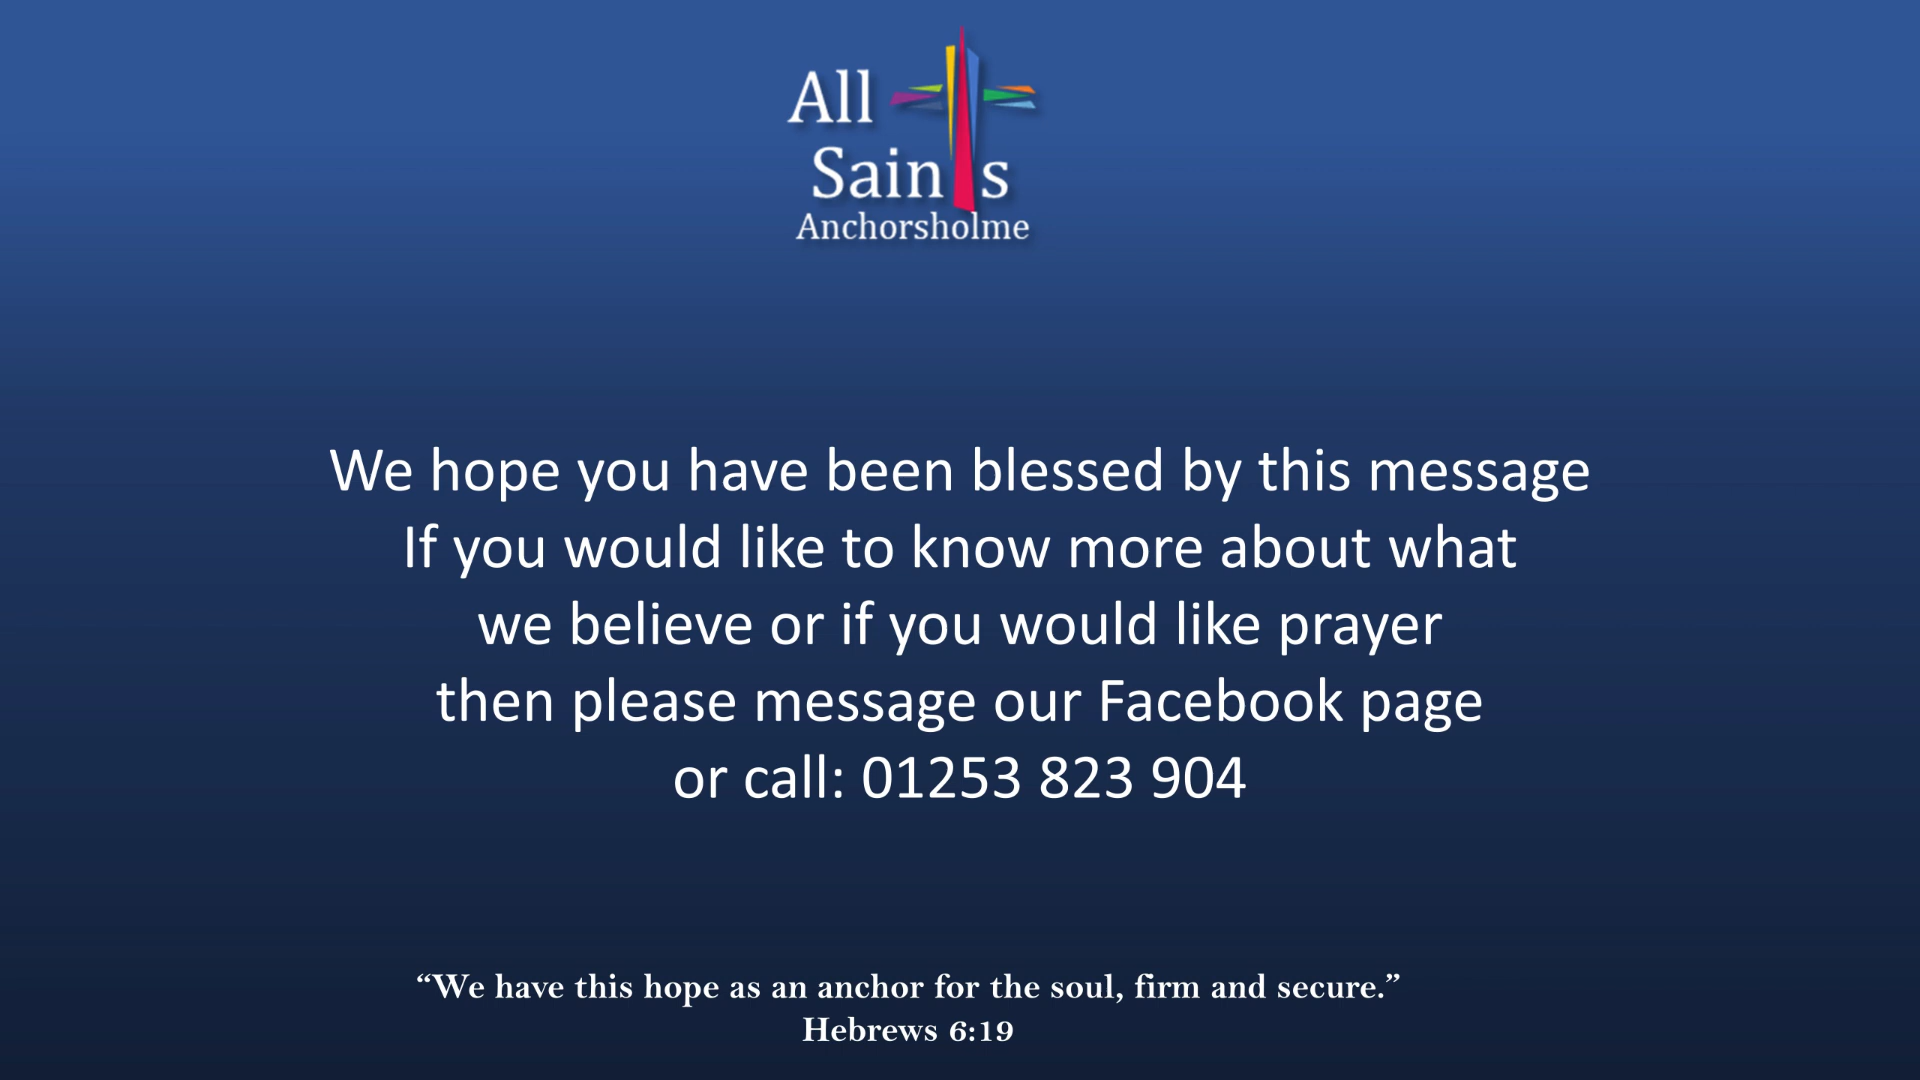 All
Saints
Anchorsholme
We hope you have been blessed by this message
If you would like to know more about what
we believe or if you would like prayer
then please message our Facebook page
or call: 01253 823 904
“We have this hope as an anchor for the soul, firm and secure.”
Hebrews 6:19